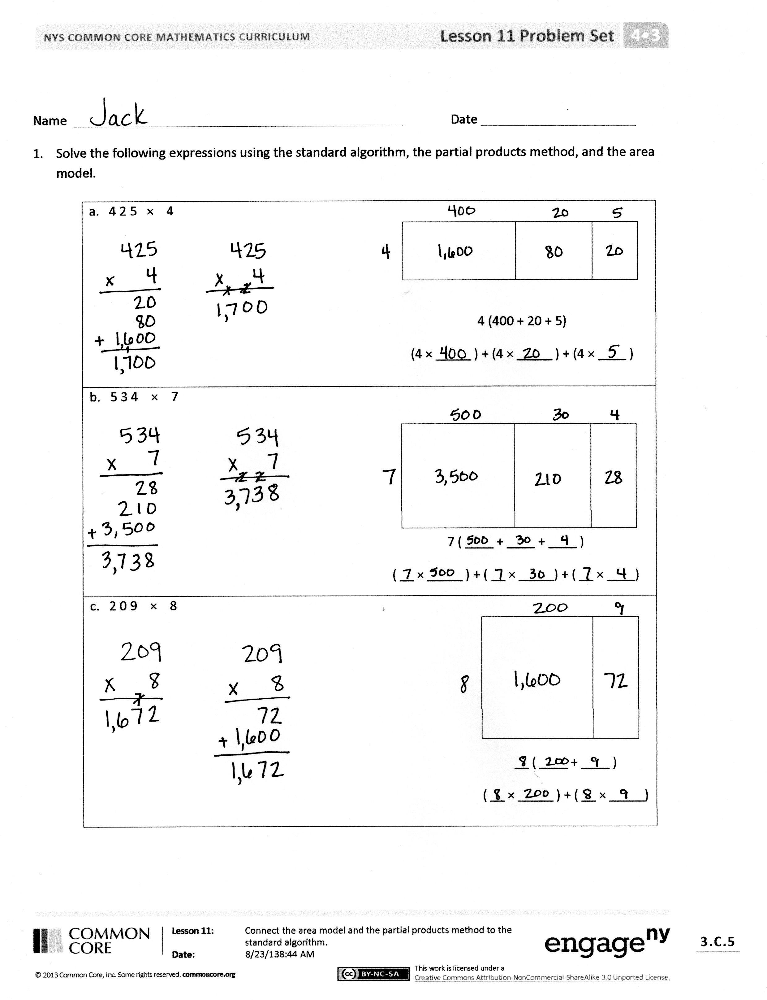 NYS COMMON CORE MATHEMATICS CURRICULUM
Lesson 11 Problem Set 4•3
Name Jack
Date
1. Solve the following expressions using the standard algorithm, the partial products method, and the area
model.
a. 425 × 4
425
x 4
20
80
+ 1,600
1
1,700
425
x 4
1 2
1,700
400 20 5
4 1,600 80 20
4 (400 + 20 + 5)
(4 × 400 ) + (4 × 20 ) + (4 × 5 )
b. 534 × 7
534
x 7
28
210
+ 3,500
3,738
534
x 7
2 2
3,738
500 30 4
7 3,500 210 28
7 ( 500 + 30 + 4 )
( 7 × 500 ) + ( 7 × 30 ) + ( 7 × 4 )
c. 209 × 8
209
x 8
7
1,672
209
x 8
72
+ 1,600
1,672
200 9
8 1,600 72
8 ( 200 + 9 )
( 8 × 200 ) + ( 8 × 9 )
COMMON
CORE
Lesson 11: Connect the area model and the partial products method to the
standard algorithm.
Date: 8/23/138:44 AM
engageny
3.C.5
© 2013 Common Core, Inc. Some rights reserved. commoncore.org
cc BY-NC-SA
This work is licensed under a
Creative Commons Attribution-NonCommercial-ShareAlike 3.0 Unported License.